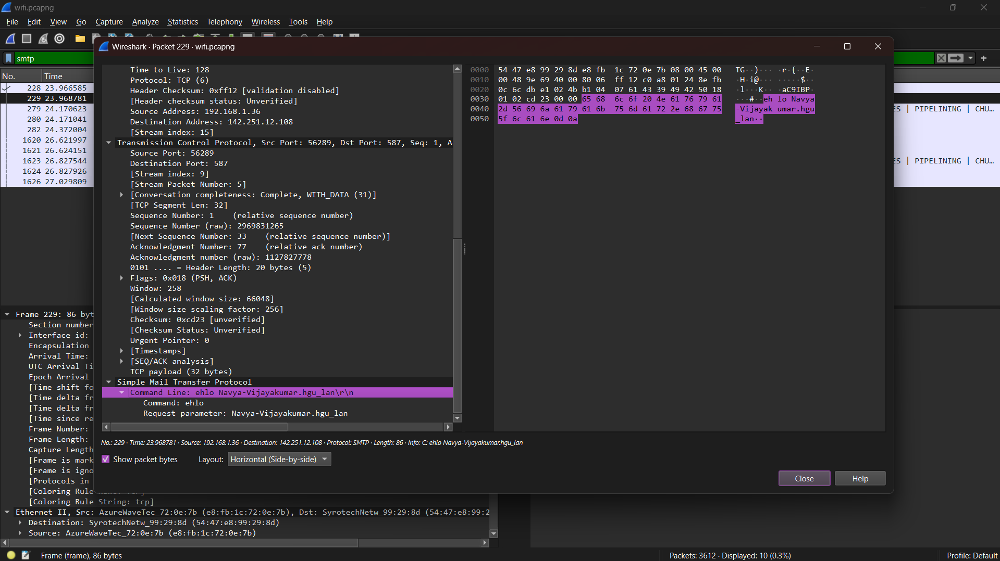 wifi.pcapng
File Edit View Go Capture Analyze Statistics Telephony Wireless Tools Help
smtp
No. Time
228 23.966585
229 23.968781
279 24.170623
280 24.171041
282 24.372004
1620 26.621997
1621 26.624151
1623 26.827544
1624 26.827926
1626 27.029809
ES | PIPELINING | CHU…
ES | PIPELINING | CHU…
Wireshark · Packet 229 · wifi.pcapng
Time to Live: 128
Protocol: TCP (6)
Header Checksum: 0xff12 [validation disabled]
[Header checksum status: Unverified]
Source Address: 192.168.1.36
Destination Address: 142.251.12.108
[Stream index: 15]
Transmission Control Protocol, Src Port: 56289, Dst Port: 587, Seq: 1, A
Source Port: 56289
Destination Port: 587
[Stream index: 9]
[Stream Packet Number: 5]
[Conversation completeness: Complete, WITH_DATA (31)]
[TCP Segment Len: 32]
Sequence Number: 1 (relative sequence number)
Sequence Number (raw): 2969831265
[Next Sequence Number: 33 (relative sequence number)]
Acknowledgment Number: 77 (relative ack number)
Acknowledgment number (raw): 1127827778
0101 .... = Header Length: 20 bytes (5)
Flags: 0x018 (PSH, ACK)
Window: 258
[Calculated window size: 66048]
[Window size scaling factor: 256]
Checksum: 0xcd23 [unverified]
[Checksum Status: Unverified]
Urgent Pointer: 0
[Timestamps]
[SEQ/ACK analysis]
TCP payload (32 bytes)
Simple Mail Transfer Protocol
Command Line: ehlo Navya-Vijayakumar.hgu_lan\r\n
Command: ehlo
Request parameter: Navya-Vijayakumar.hgu_lan
0000 54 47 e8 99 29 8d e8 fb 1c 72 0e 7b 08 00 45 00 TG··)··· ·r·{··E·
0010 00 48 9e 69 40 00 80 06 ff 12 c0 a8 01 24 8e fb ·H·i@··· ·····$··
0020 0c 6c db e1 02 4b b1 04 07 61 43 39 49 42 50 18 ·l···K·· ·aC9IBP·
0030 01 02 cd 23 00 00 65 68 6c 6f 20 4e 61 76 79 61 ···#··eh lo Navya
0040 2d 56 69 6a 61 79 61 6b 75 6d 61 72 2e 68 67 75 -Vijayak umar.hgu
0050 5f 6c 61 6e 0d 0a _lan··
No.: 229 · Time: 23.968781 · Source: 192.168.1.36 · Destination: 142.251.12.108 · Protocol: SMTP · Length: 86 · Info: C: ehlo Navya-Vijayakumar.hgu_lan
Show packet bytes
Layout: Horizontal (Side-by-side)
Close
Help
Frame 229: 86 byt
Section number
Interface id:
Encapsulation
Arrival Time:
UTC Arrival Ti
Epoch Arrival
[Time shift fo
[Time delta fr
[Time delta fr
[Time since re
Frame Number:
Frame Length:
Capture Length
[Frame is mark
[Frame is igno
[Protocols in
[Coloring Rule
[Coloring Rule String: tcp]
Ethernet II, Src: AzureWaveTec_72:0e:7b (e8:fb:1c:72:0e:7b), Dst: SyrotechNetw_99:29:8d (54:47:e8:99:2
Destination: SyrotechNetw_99:29:8d (54:47:e8:99:29:8d)
Source: AzureWaveTec_72:0e:7b (e8:fb:1c:72:0e:7b)
Frame (frame), 86 bytes
Packets: 3612 · Displayed: 10 (0.3%)
Profile: Default